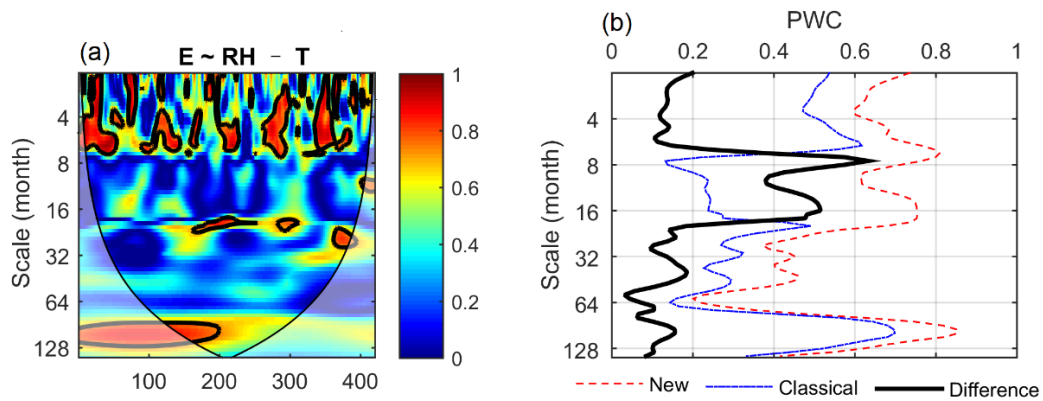 (a)
E ~ RH - T
Scale (month)
4
8
16
32
64
128
100 200 300 400
1
0.8
0.6
0.4
0.2
0
(b)
PWC
0 0.2 0.4 0.6 0.8 1
Scale (month)
4
8
16
32
64
128
New Classical Difference